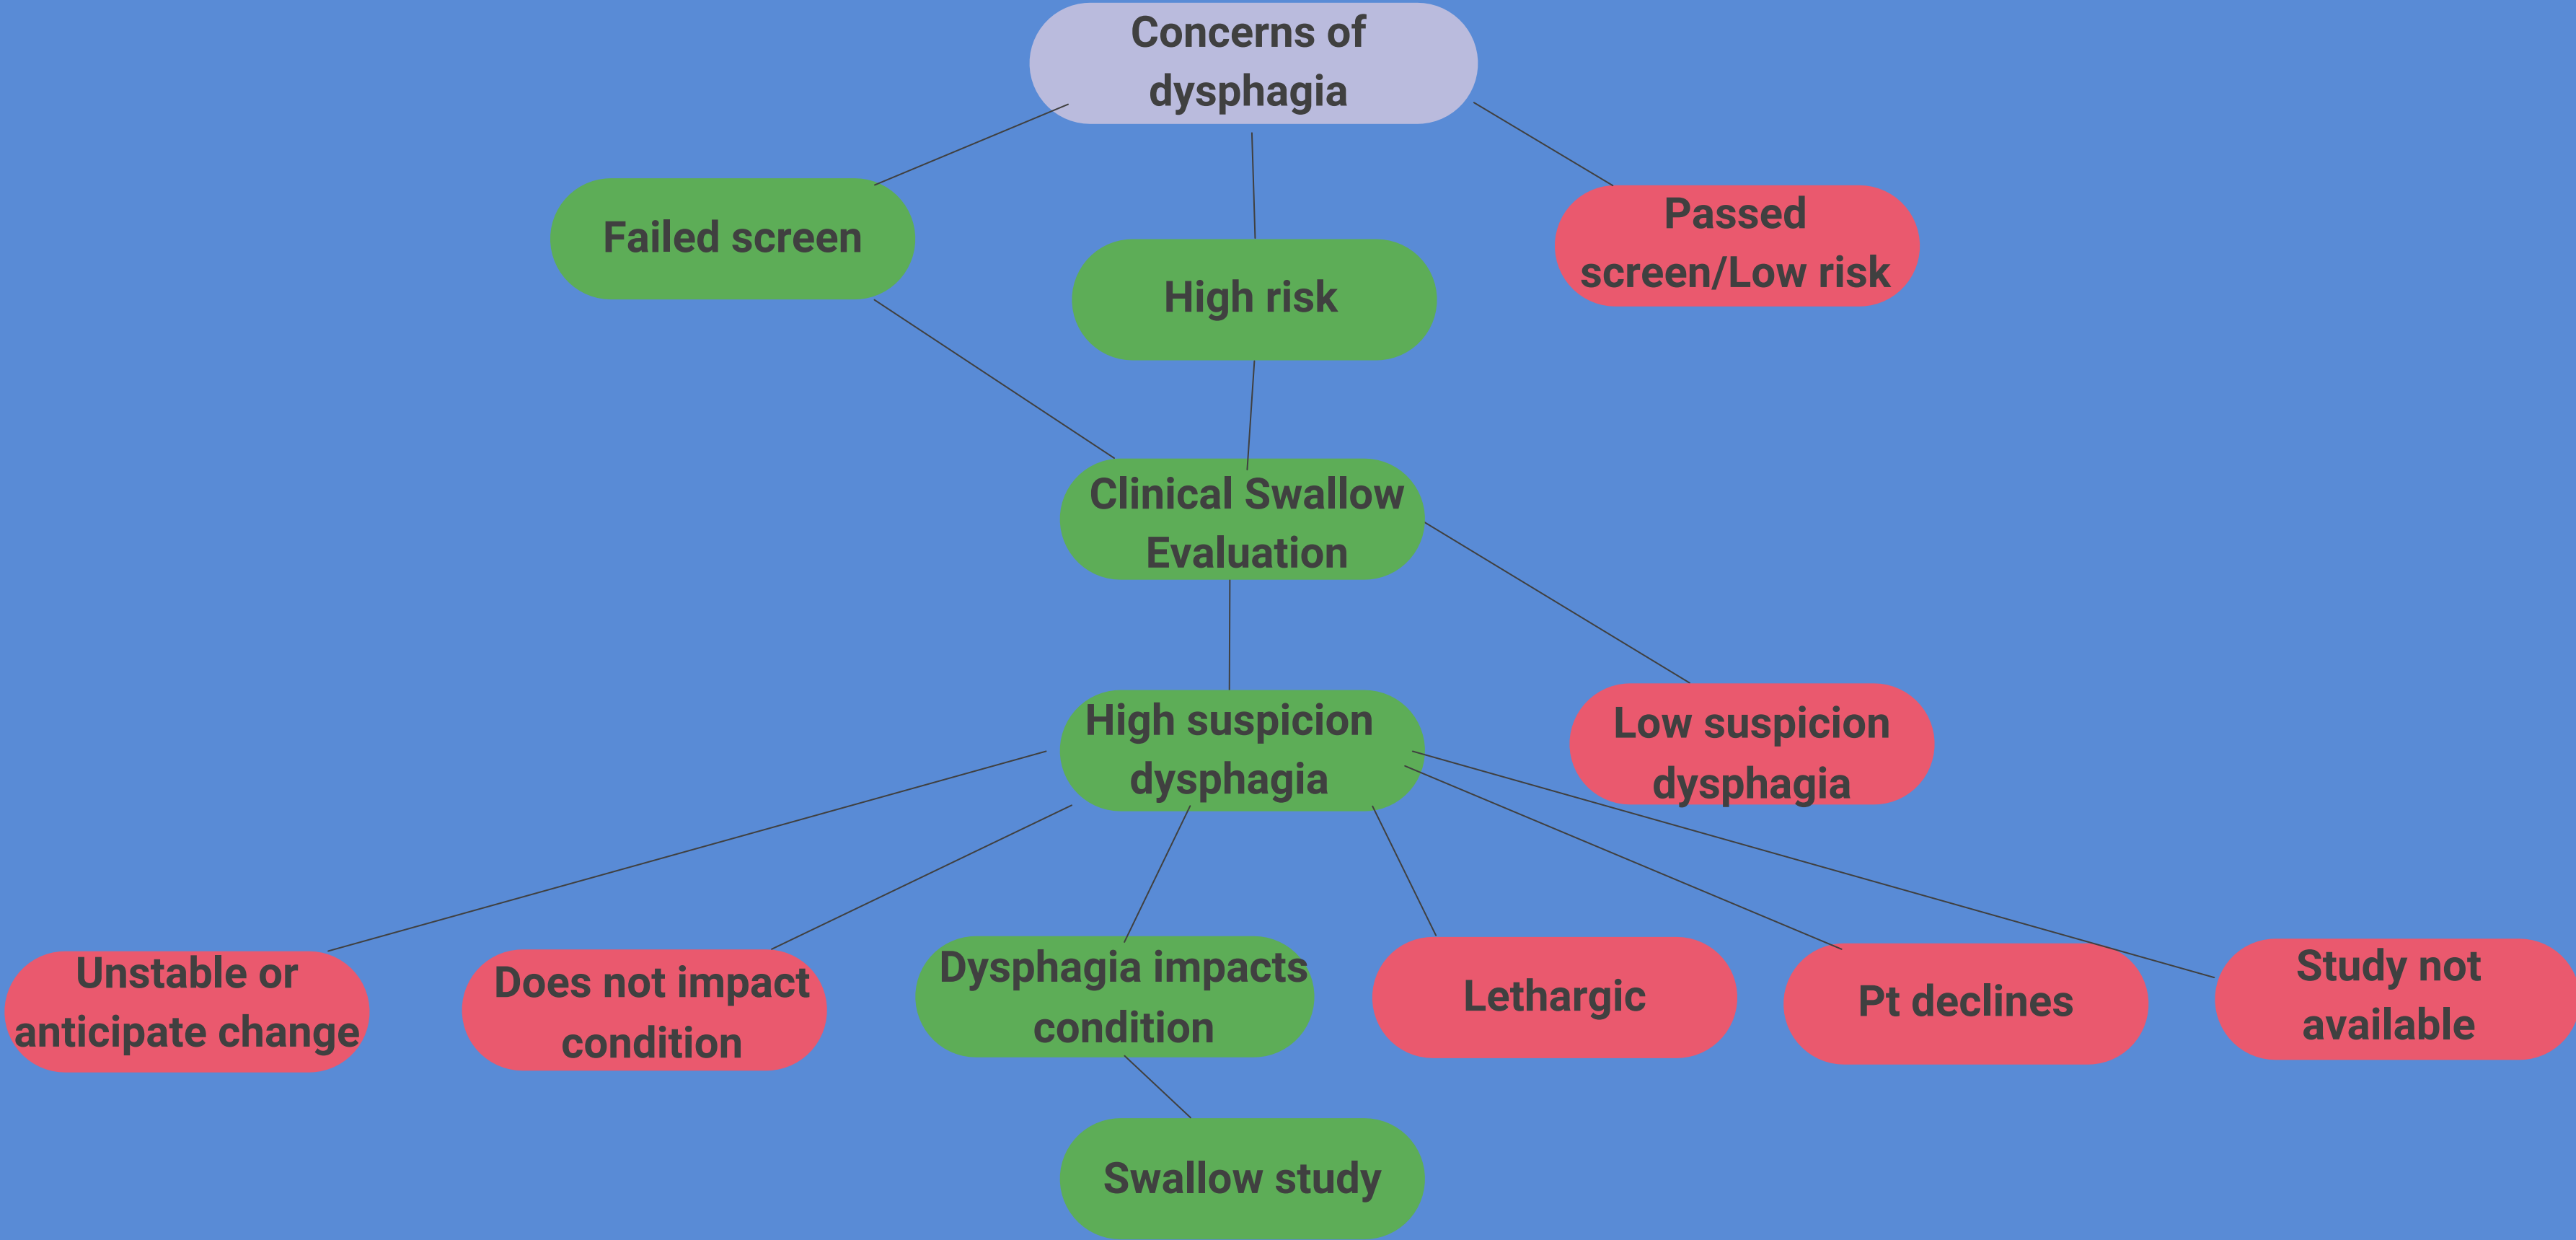 Concerns of
dysphagia
Failed screen
High risk
Passed
screen/Low risk
Clinical Swallow
Evaluation
High suspicion
dysphagia
Low suspicion
dysphagia
Unstable or
anticipate change
Does not impact
condition
Dysphagia impacts
condition
Lethargic
Pt declines
Study not
available
Swallow study